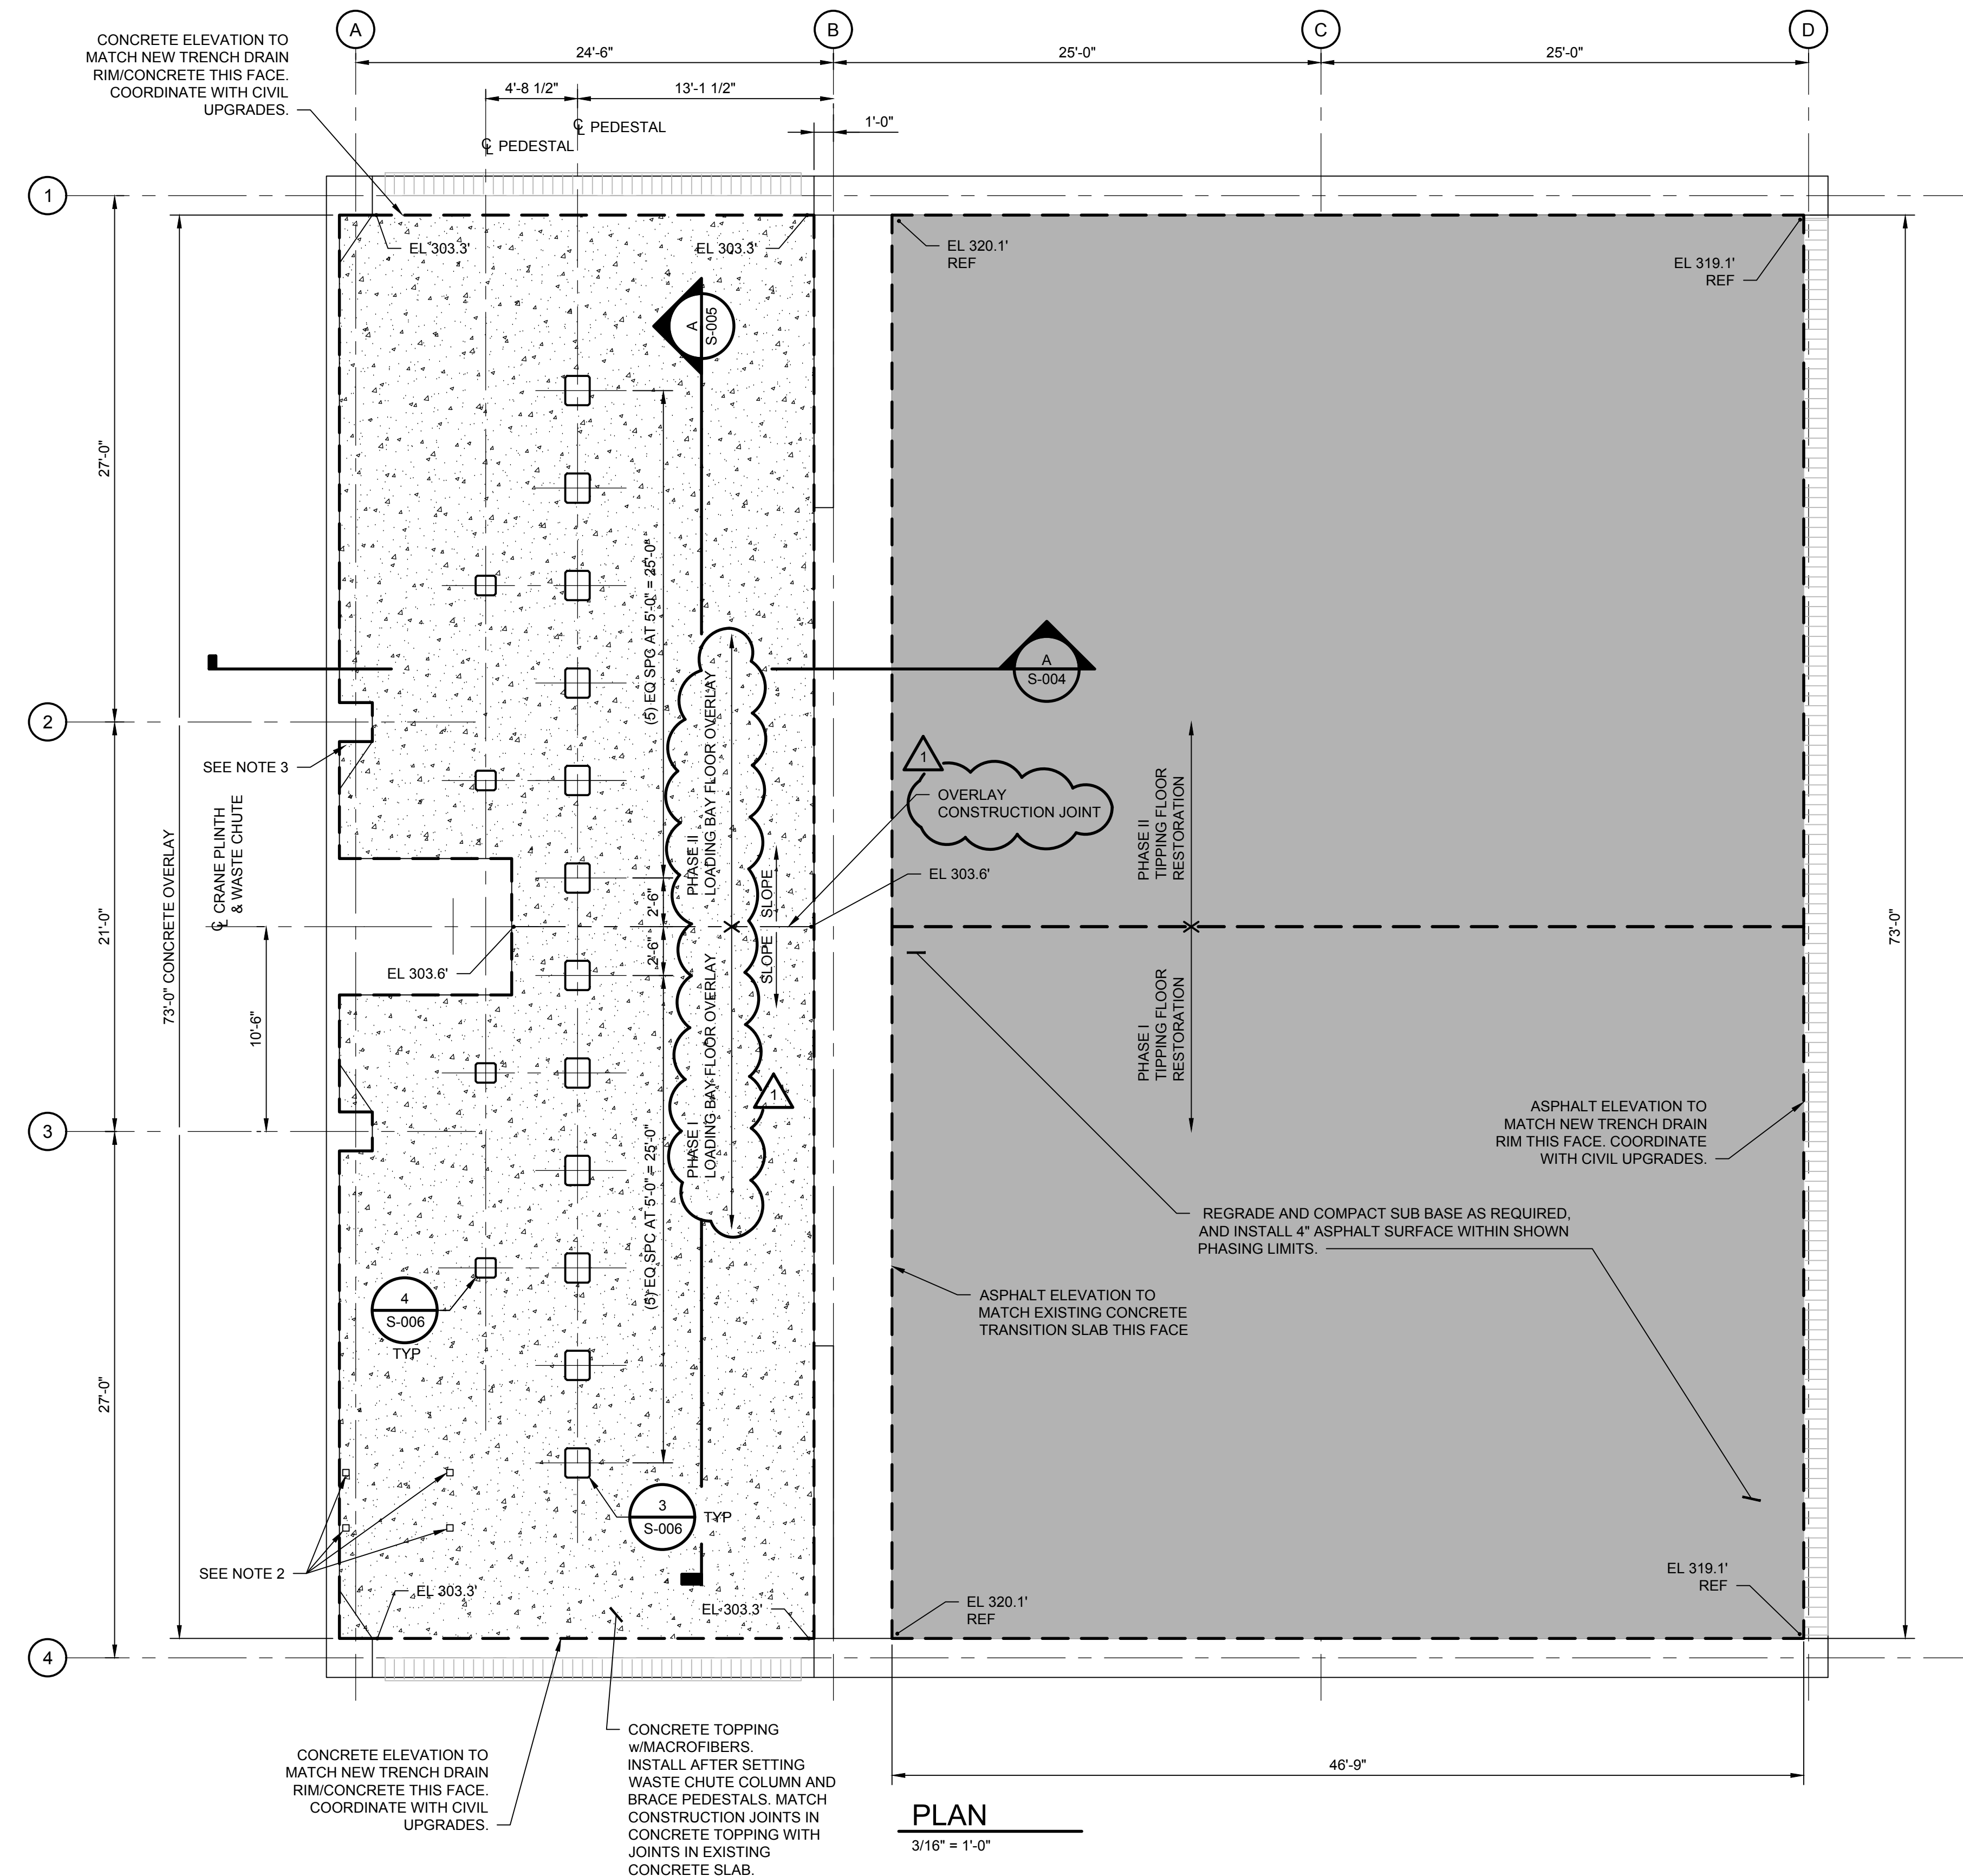 A
B
C
D
CONCRETE ELEVATION TO
MATCH NEW TRENCH DRAIN
RIM/CONCRETE THIS FACE.
COORDINATE WITH CIVIL
UPGRADES.
24'-6"
25'-0"
25'-0"
4'-8 1/2"
13'-1 1/2"
1'-0"
℄ PEDESTAL
℄ PEDESTAL
1
EL 303.3'
EL 303.3'
EL 320.1'
REF
EL 319.1'
REF
A
S-005
27'-0"
(5) EQ SPC AT 5'-0" = 25'-0"
PHASE II
LOADING BAY FLOOR OVERLAY
A
S-004
2
SEE NOTE 3
℄ CRANE PLINTH
& WASTE CHUTE
1
OVERLAY
CONSTRUCTION JOINT
PHASE II
TIPPING FLOOR
RESTORATION
EL 303.6'
73'-0" CONCRETE OVERLAY
21'-0"
10'-6"
2'-6"
2'-6"
SLOPE
SLOPE
EL 303.6'
73'-0"
PHASE I
TIPPING FLOOR
RESTORATION
PHASE I
LOADING BAY FLOOR OVERLAY
1
3
(5) EQ SPC AT 5'-0" = 25'-0"
ASPHALT ELEVATION TO
MATCH NEW TRENCH DRAIN
RIM THIS FACE. COORDINATE
WITH CIVIL UPGRADES.
REGRADE AND COMPACT SUB BASE AS REQUIRED,
AND INSTALL 4" ASPHALT SURFACE WITHIN SHOWN
PHASING LIMITS.
ASPHALT ELEVATION TO
MATCH EXISTING CONCRETE
TRANSITION SLAB THIS FACE
4
S-006
TYP
27'-0"
3
S-006
TYP
SEE NOTE 2
EL 303.3'
EL 303.3'
EL 320.1'
REF
EL 319.1'
REF
4
CONCRETE ELEVATION TO
MATCH NEW TRENCH DRAIN
RIM/CONCRETE THIS FACE.
COORDINATE WITH CIVIL
UPGRADES.
CONCRETE TOPPING
w/MACROFIBERS.
INSTALL AFTER SETTING
WASTE CHUTE COLUMN AND
BRACE PEDESTALS. MATCH
CONSTRUCTION JOINTS IN
CONCRETE TOPPING WITH
JOINTS IN EXISTING
CONCRETE SLAB.
46'-9"
PLAN
3/16" = 1'-0"